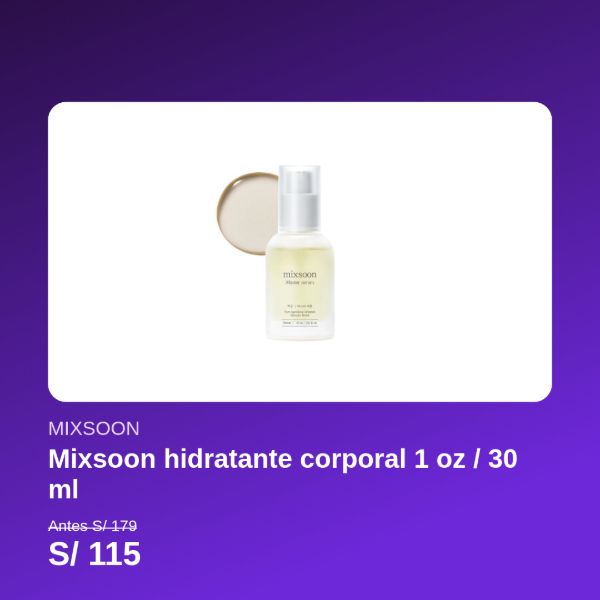 mixsoon
Master serum
MIXSOON
Mixsoon hidratante corporal 1 oz / 30
ml
Antes S/ 179
S/ 115